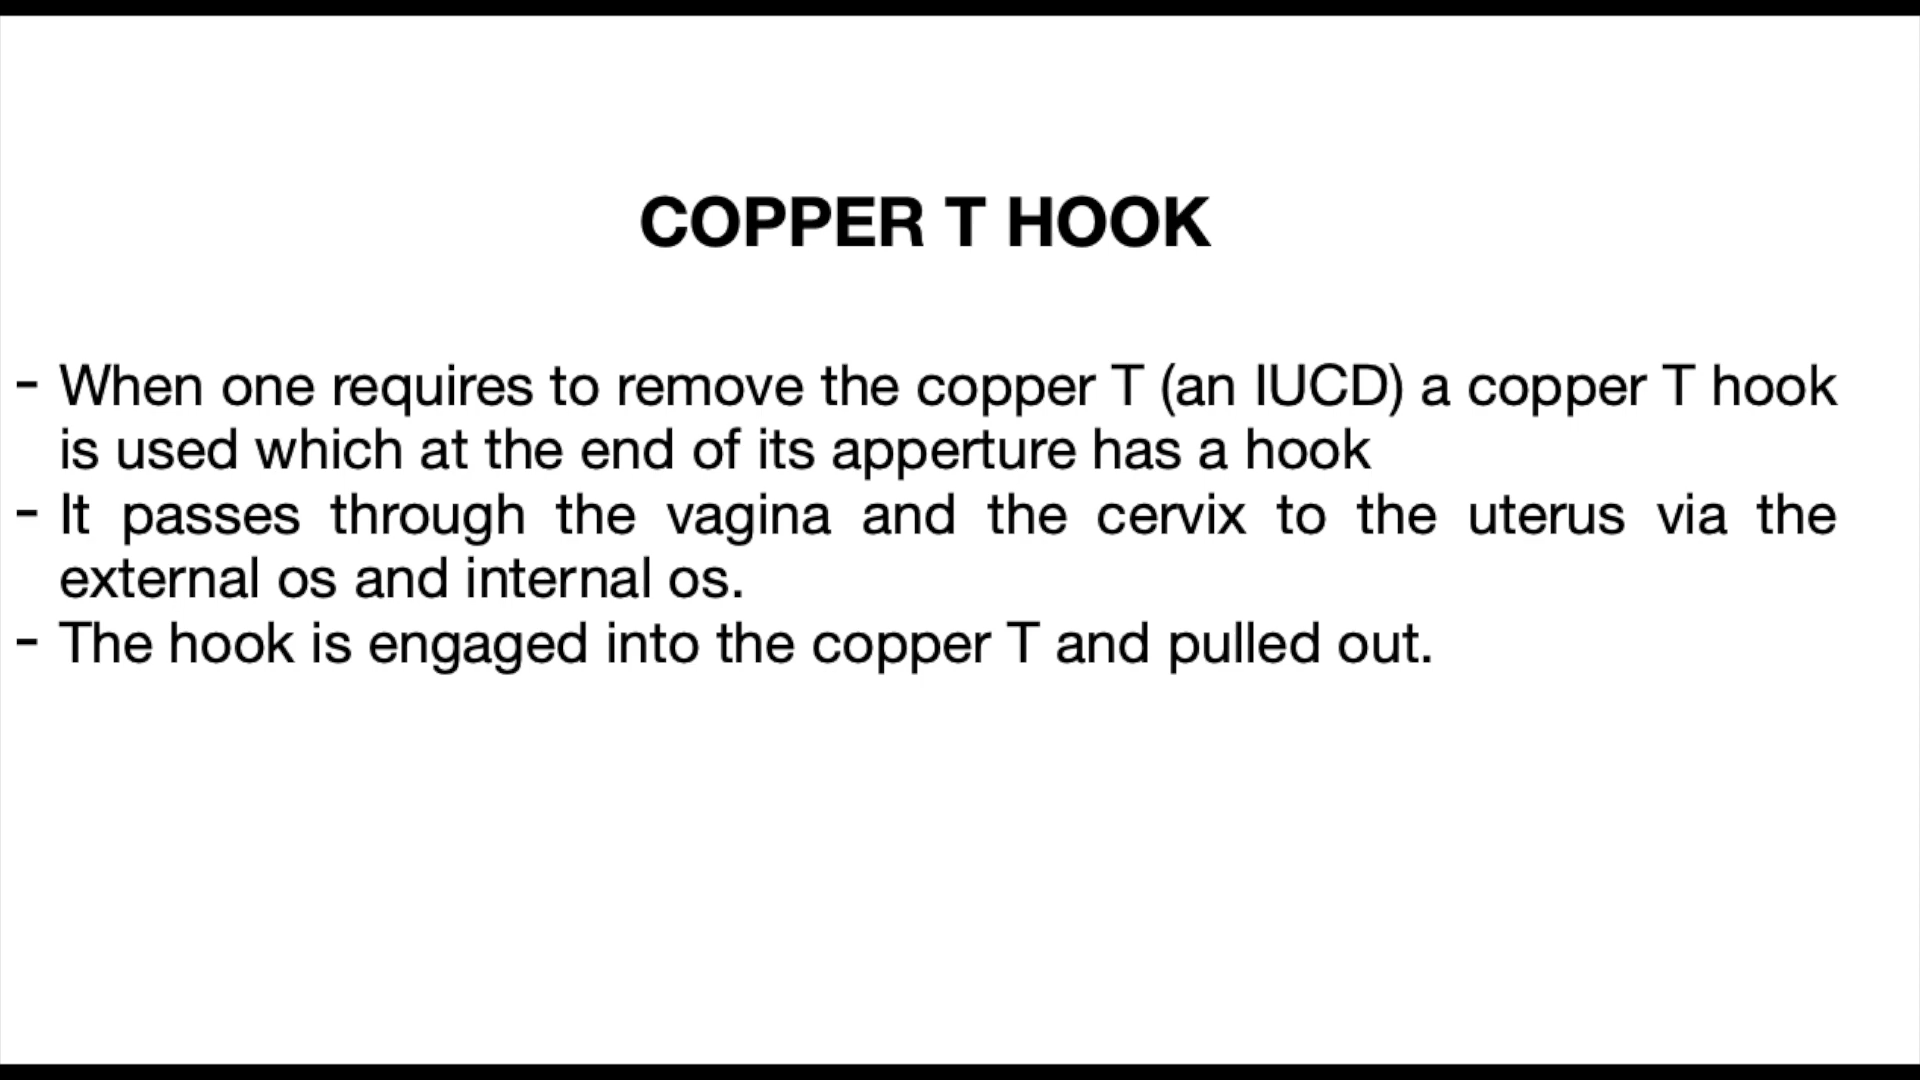 COPPER T HOOK
- When one requires to remove the copper T (an IUCD) a copper T hook
is used which at the end of its apperture has a hook
- It passes through the vagina and the cervix to the uterus via the
external os and internal os.
- The hook is engaged into the copper T and pulled out.